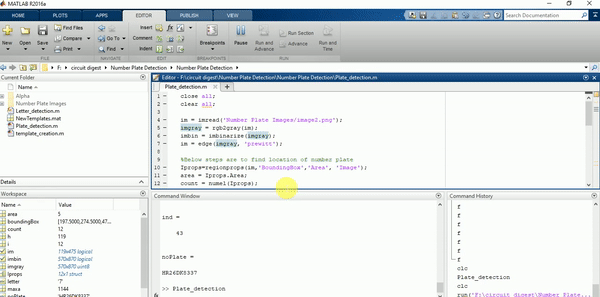 MATLAB R2016a
HOME PLOTS APPS EDITOR PUBLISH VIEW
Search Documentation
New Open Save
Find Files
Compare
Print
Go To
Find
Insert
Comment
Indent
Breakpoints
Run Run and Advance
Run Section
Advance
Run and Time
FILE NAVIGATE EDIT BREAKPOINTS RUN
F: circuit digest Number Plate Detection Number Plate Detection
Current Folder
Name
Alpha
Number Plate Images
Letter_detection.m
NewTemplates.mat
Plate_detection.m
template_creation.m
Details
Workspace
Name Value
area 5
boundingBox [197.5000,274.5000,47...
count 12
h 119
i 12
im 119x475 logical
imbin 570x870 logical
imgray 570x870 uint8
Iprops 12x1 struct
letter '7'
maxa 1144
noPlate 'HR26DK8337'
Editor - F:\circuit digest\Number Plate Detection\Number Plate Detection\Plate_detection.m
Plate_detection.m
1 close all;
2 clear all;
3
4 im = imread('Number Plate Images/image2.png');
5 imgray = rgb2gray(im);
6 imbin = imbinarize(imgray);
7 im = edge(imgray, 'prewitt');
8
9 %Below steps are to find location of number plate
10 Iprops=regionprops(im,'BoundingBox','Area', 'Image');
11 area = Iprops.Area;
12 count = numel(Iprops);
Command Window
ind =
43
noPlate =
HR26DK8337
>> Plate_detection
fx
Command History
f
f
f
f
f
f
f
clc
Plate_detection
clc
run('F:\circuit digest\Number Plate...